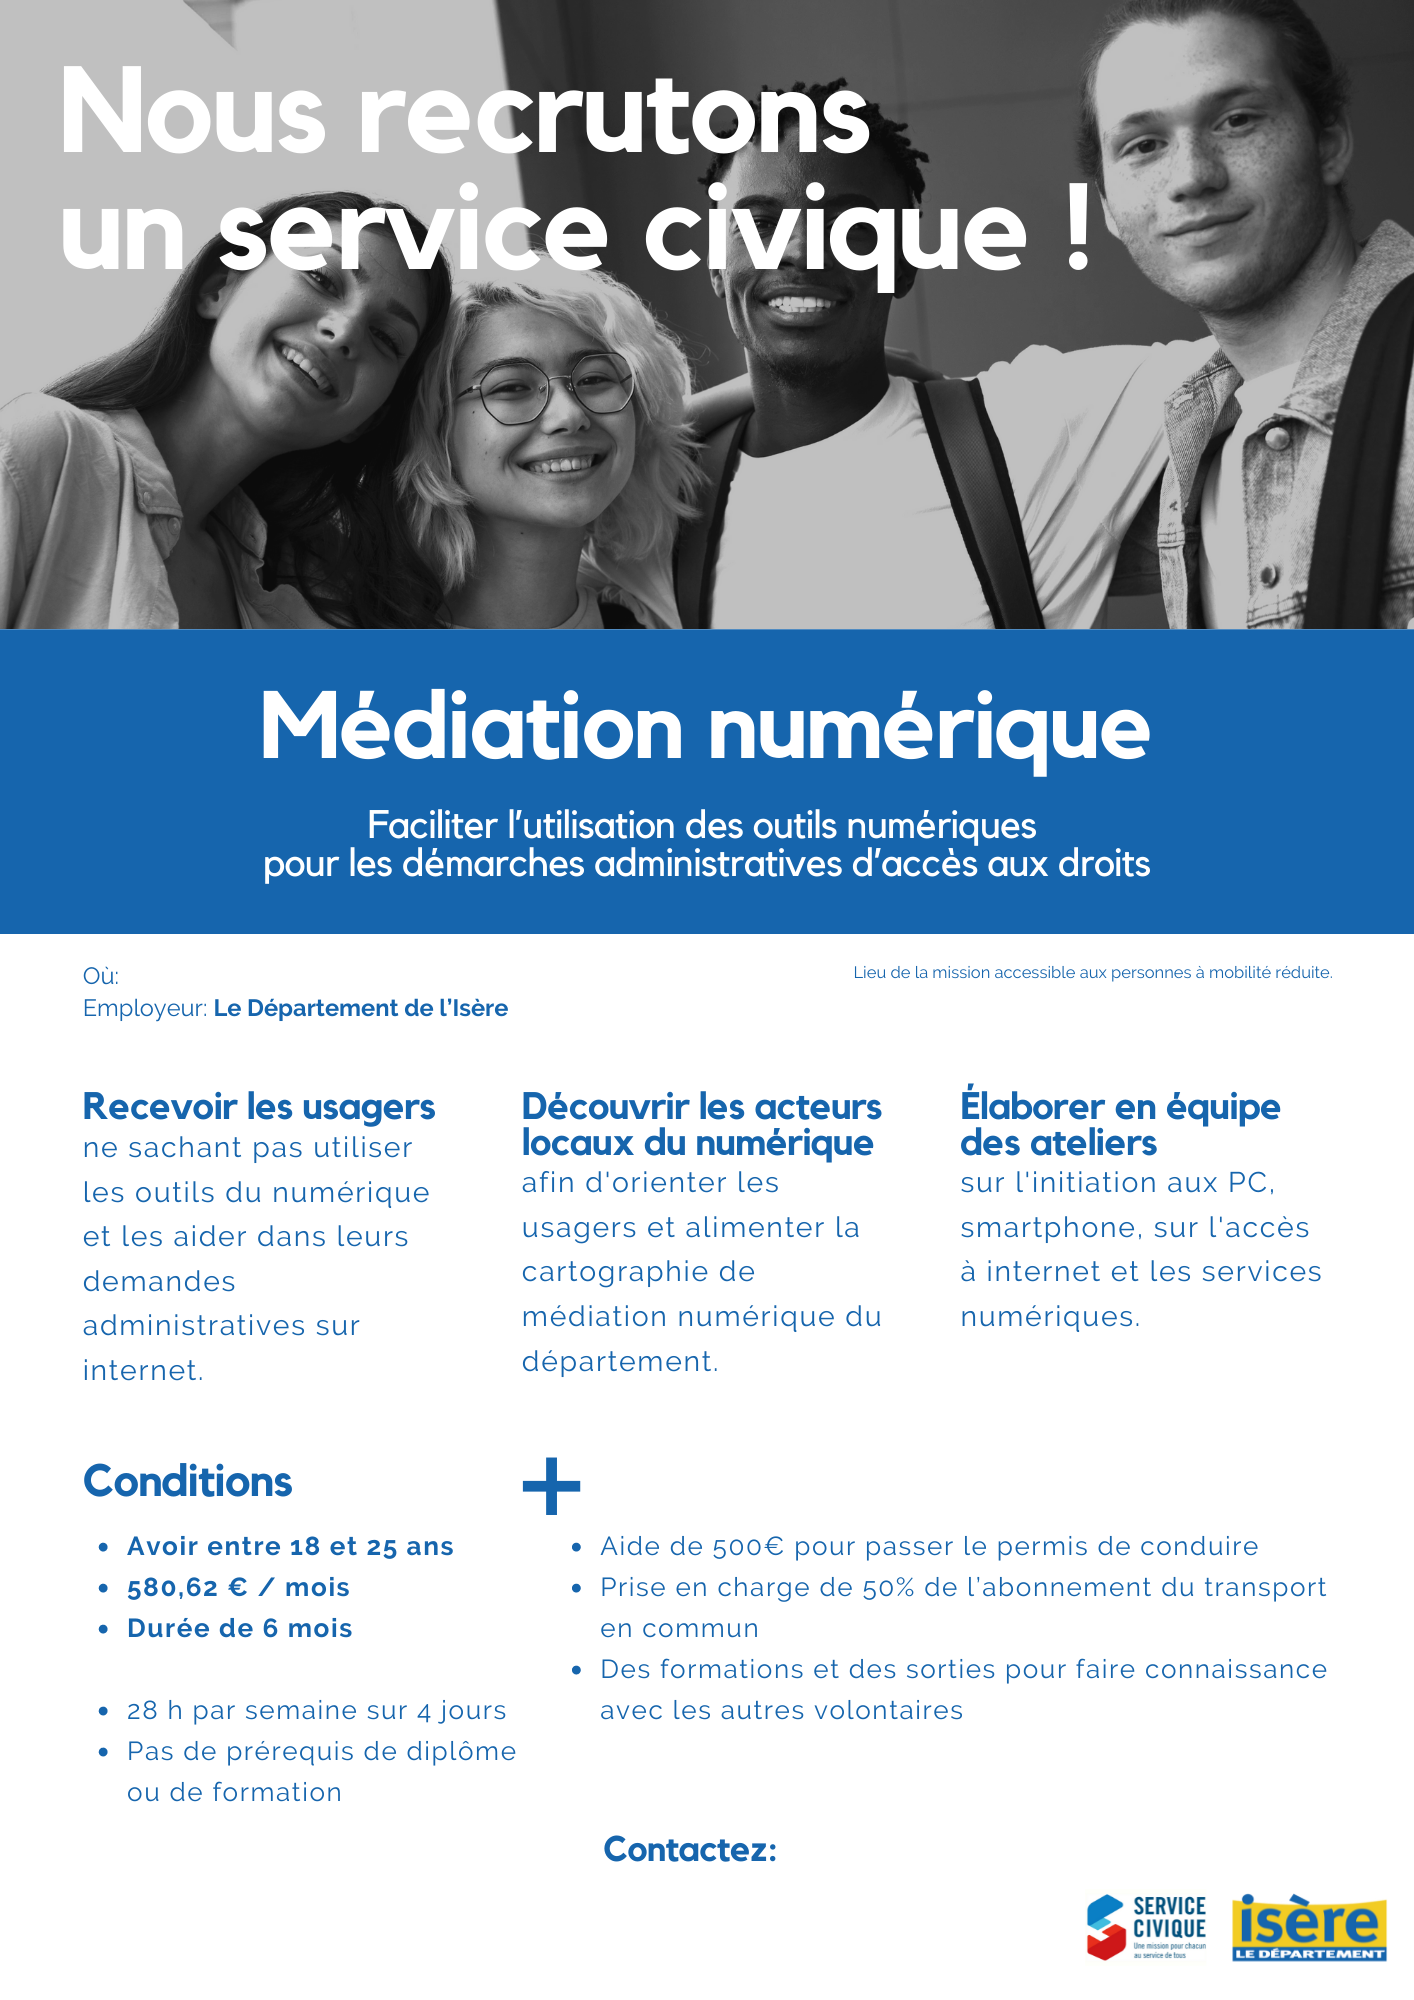 Nous recrutons
un service civique !
Médiation numérique
Faciliter l’utilisation des outils numériques
pour les démarches administratives d’accès aux droits
Où:
Employeur: Le Département de l’Isère
Lieu de la mission accessible aux personnes à mobilité réduite.
Recevoir les usagers
ne sachant pas utiliser
les outils du numérique
et les aider dans leurs
demandes
administratives sur
internet.
Découvrir les acteurs
locaux du numérique
afin d'orienter les
usagers et alimenter la
cartographie de
médiation numérique du
département.
Élaborer en équipe
des ateliers
sur l'initiation aux PC,
smartphone, sur l'accès
à internet et les services
numériques.
Conditions
• Avoir entre 18 et 25 ans
• 580,62 € / mois
• Durée de 6 mois
• 28 h par semaine sur 4 jours
• Pas de prérequis de diplôme
ou de formation
+
• Aide de 500€ pour passer le permis de conduire
• Prise en charge de 50% de l’abonnement du transport
en commun
• Des formations et des sorties pour faire connaissance
avec les autres volontaires
Contactez:
SERVICE
CIVIQUE
Une mission pour chacun
au service de tous
isère
LE DÉPARTEMENT